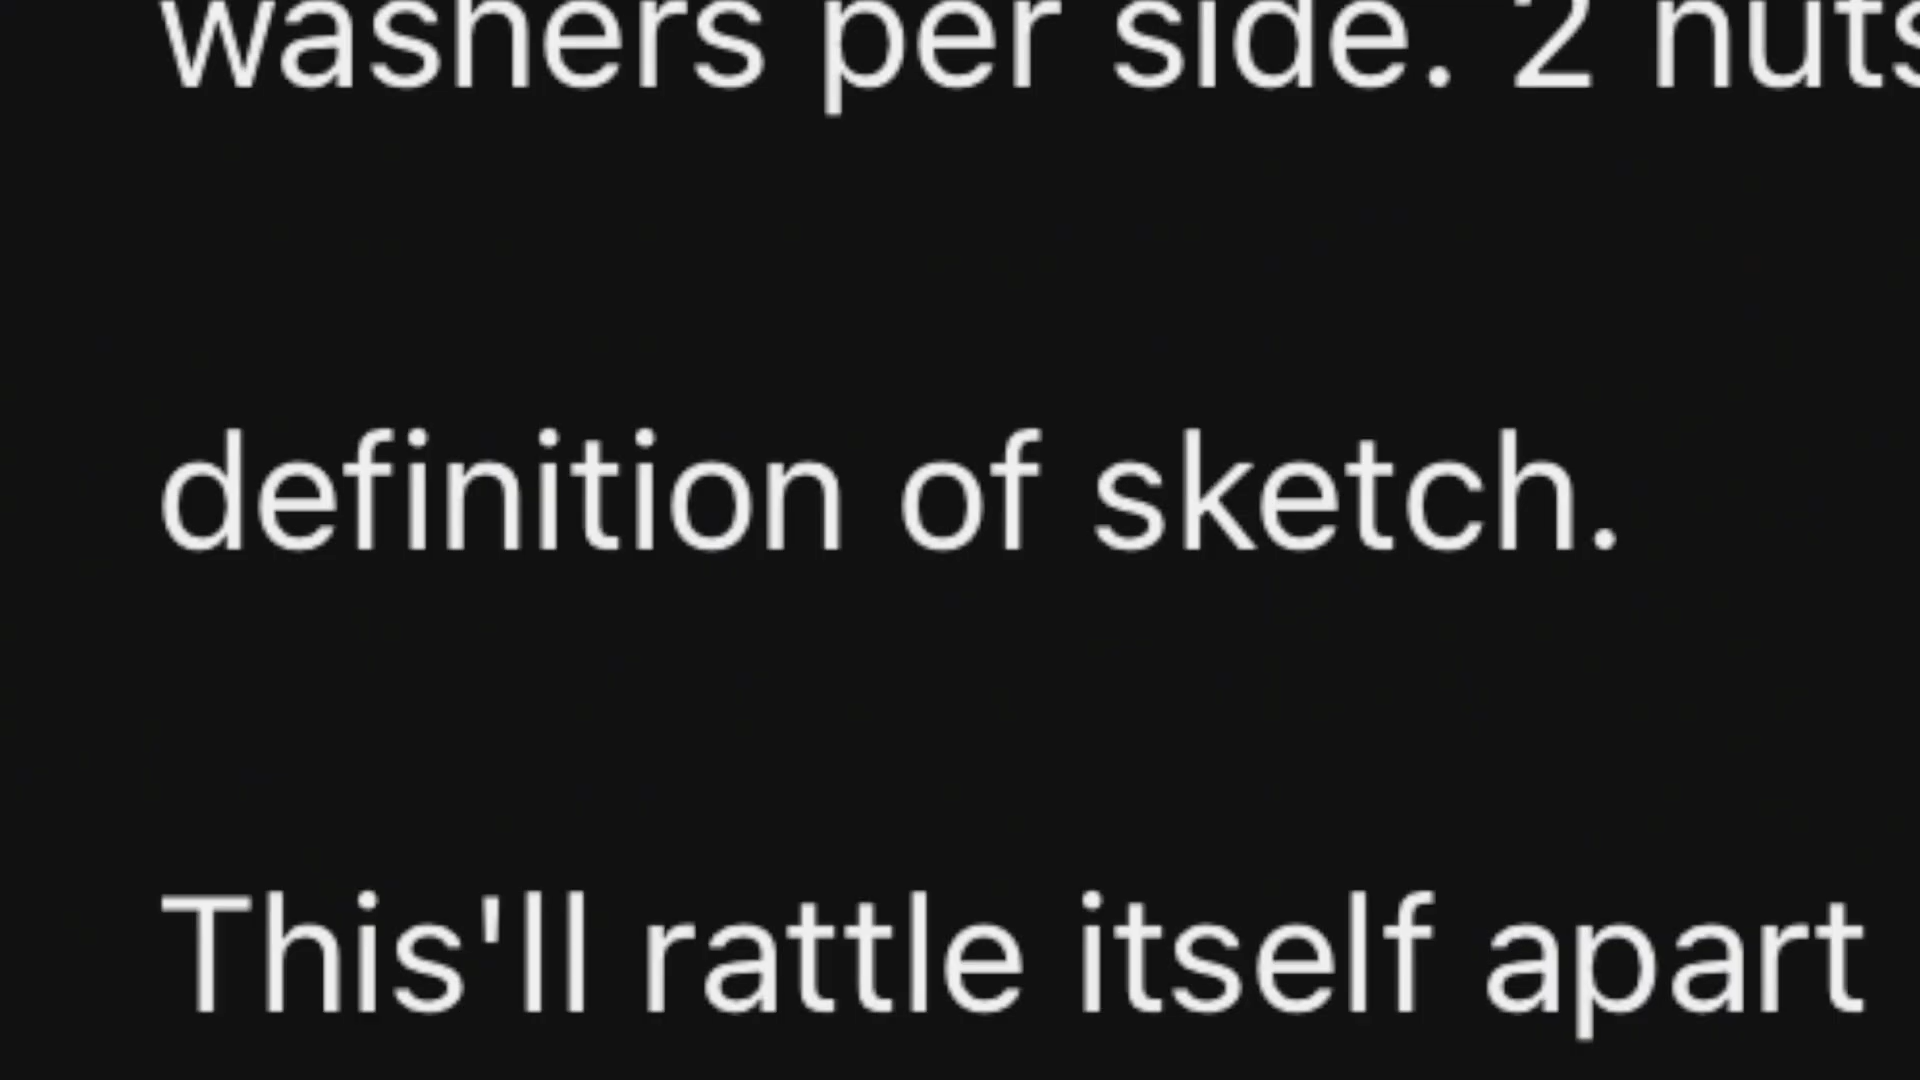 washers per side. 2 nuts
definition of sketch.
This'll rattle itself apart